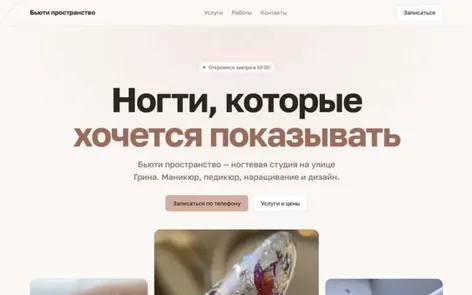 Бьюти пространство
Услуги Работы Контакты
Записаться
Откроемся завтра в 10:00
Ногти, которые
хочется показывать
Бьюти пространство — ногтевая студия на улице
Грина. Маникюр, педикюр, наращивание и дизайн.
Записаться по телефону
Услуги и цены